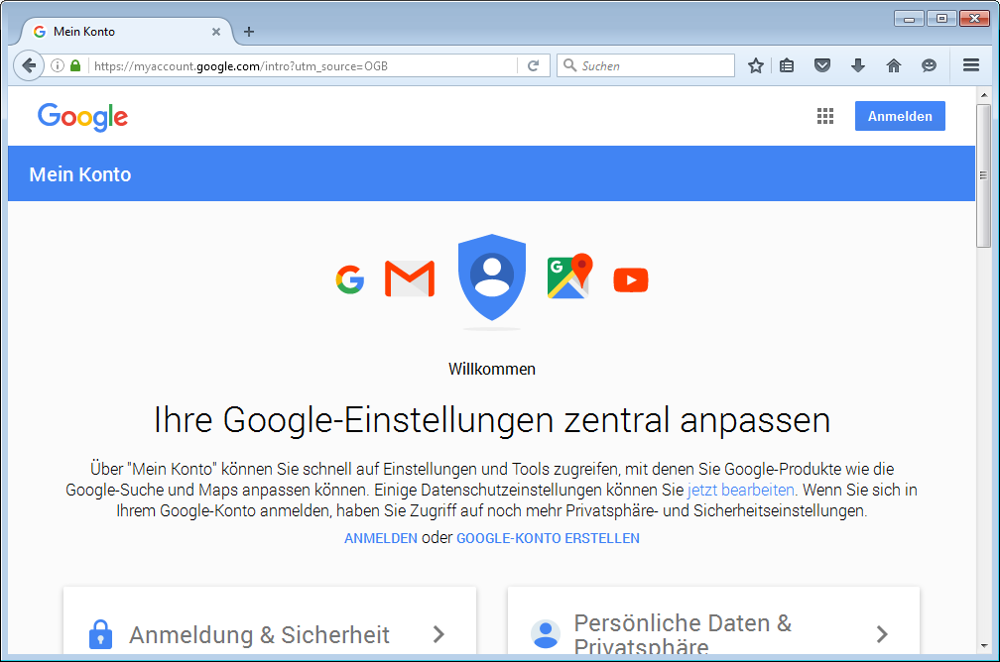 Mein Konto
https://myaccount.google.com/intro?utm_source=OGB
Suchen
Google
Anmelden
Mein Konto
Willkommen
Ihre Google-Einstellungen zentral anpassen
Über "Mein Konto" können Sie schnell auf Einstellungen und Tools zugreifen, mit denen Sie Google-Produkte wie die
Google-Suche und Maps anpassen können. Einige Datenschutzeinstellungen können Sie jetzt bearbeiten. Wenn Sie sich in
Ihrem Google-Konto anmelden, haben Sie Zugriff auf noch mehr Privatsphäre- und Sicherheitseinstellungen.
ANMELDEN oder GOOGLE-KONTO ERSTELLEN
Anmeldung & Sicherheit
Persönliche Daten &
Privatsphäre